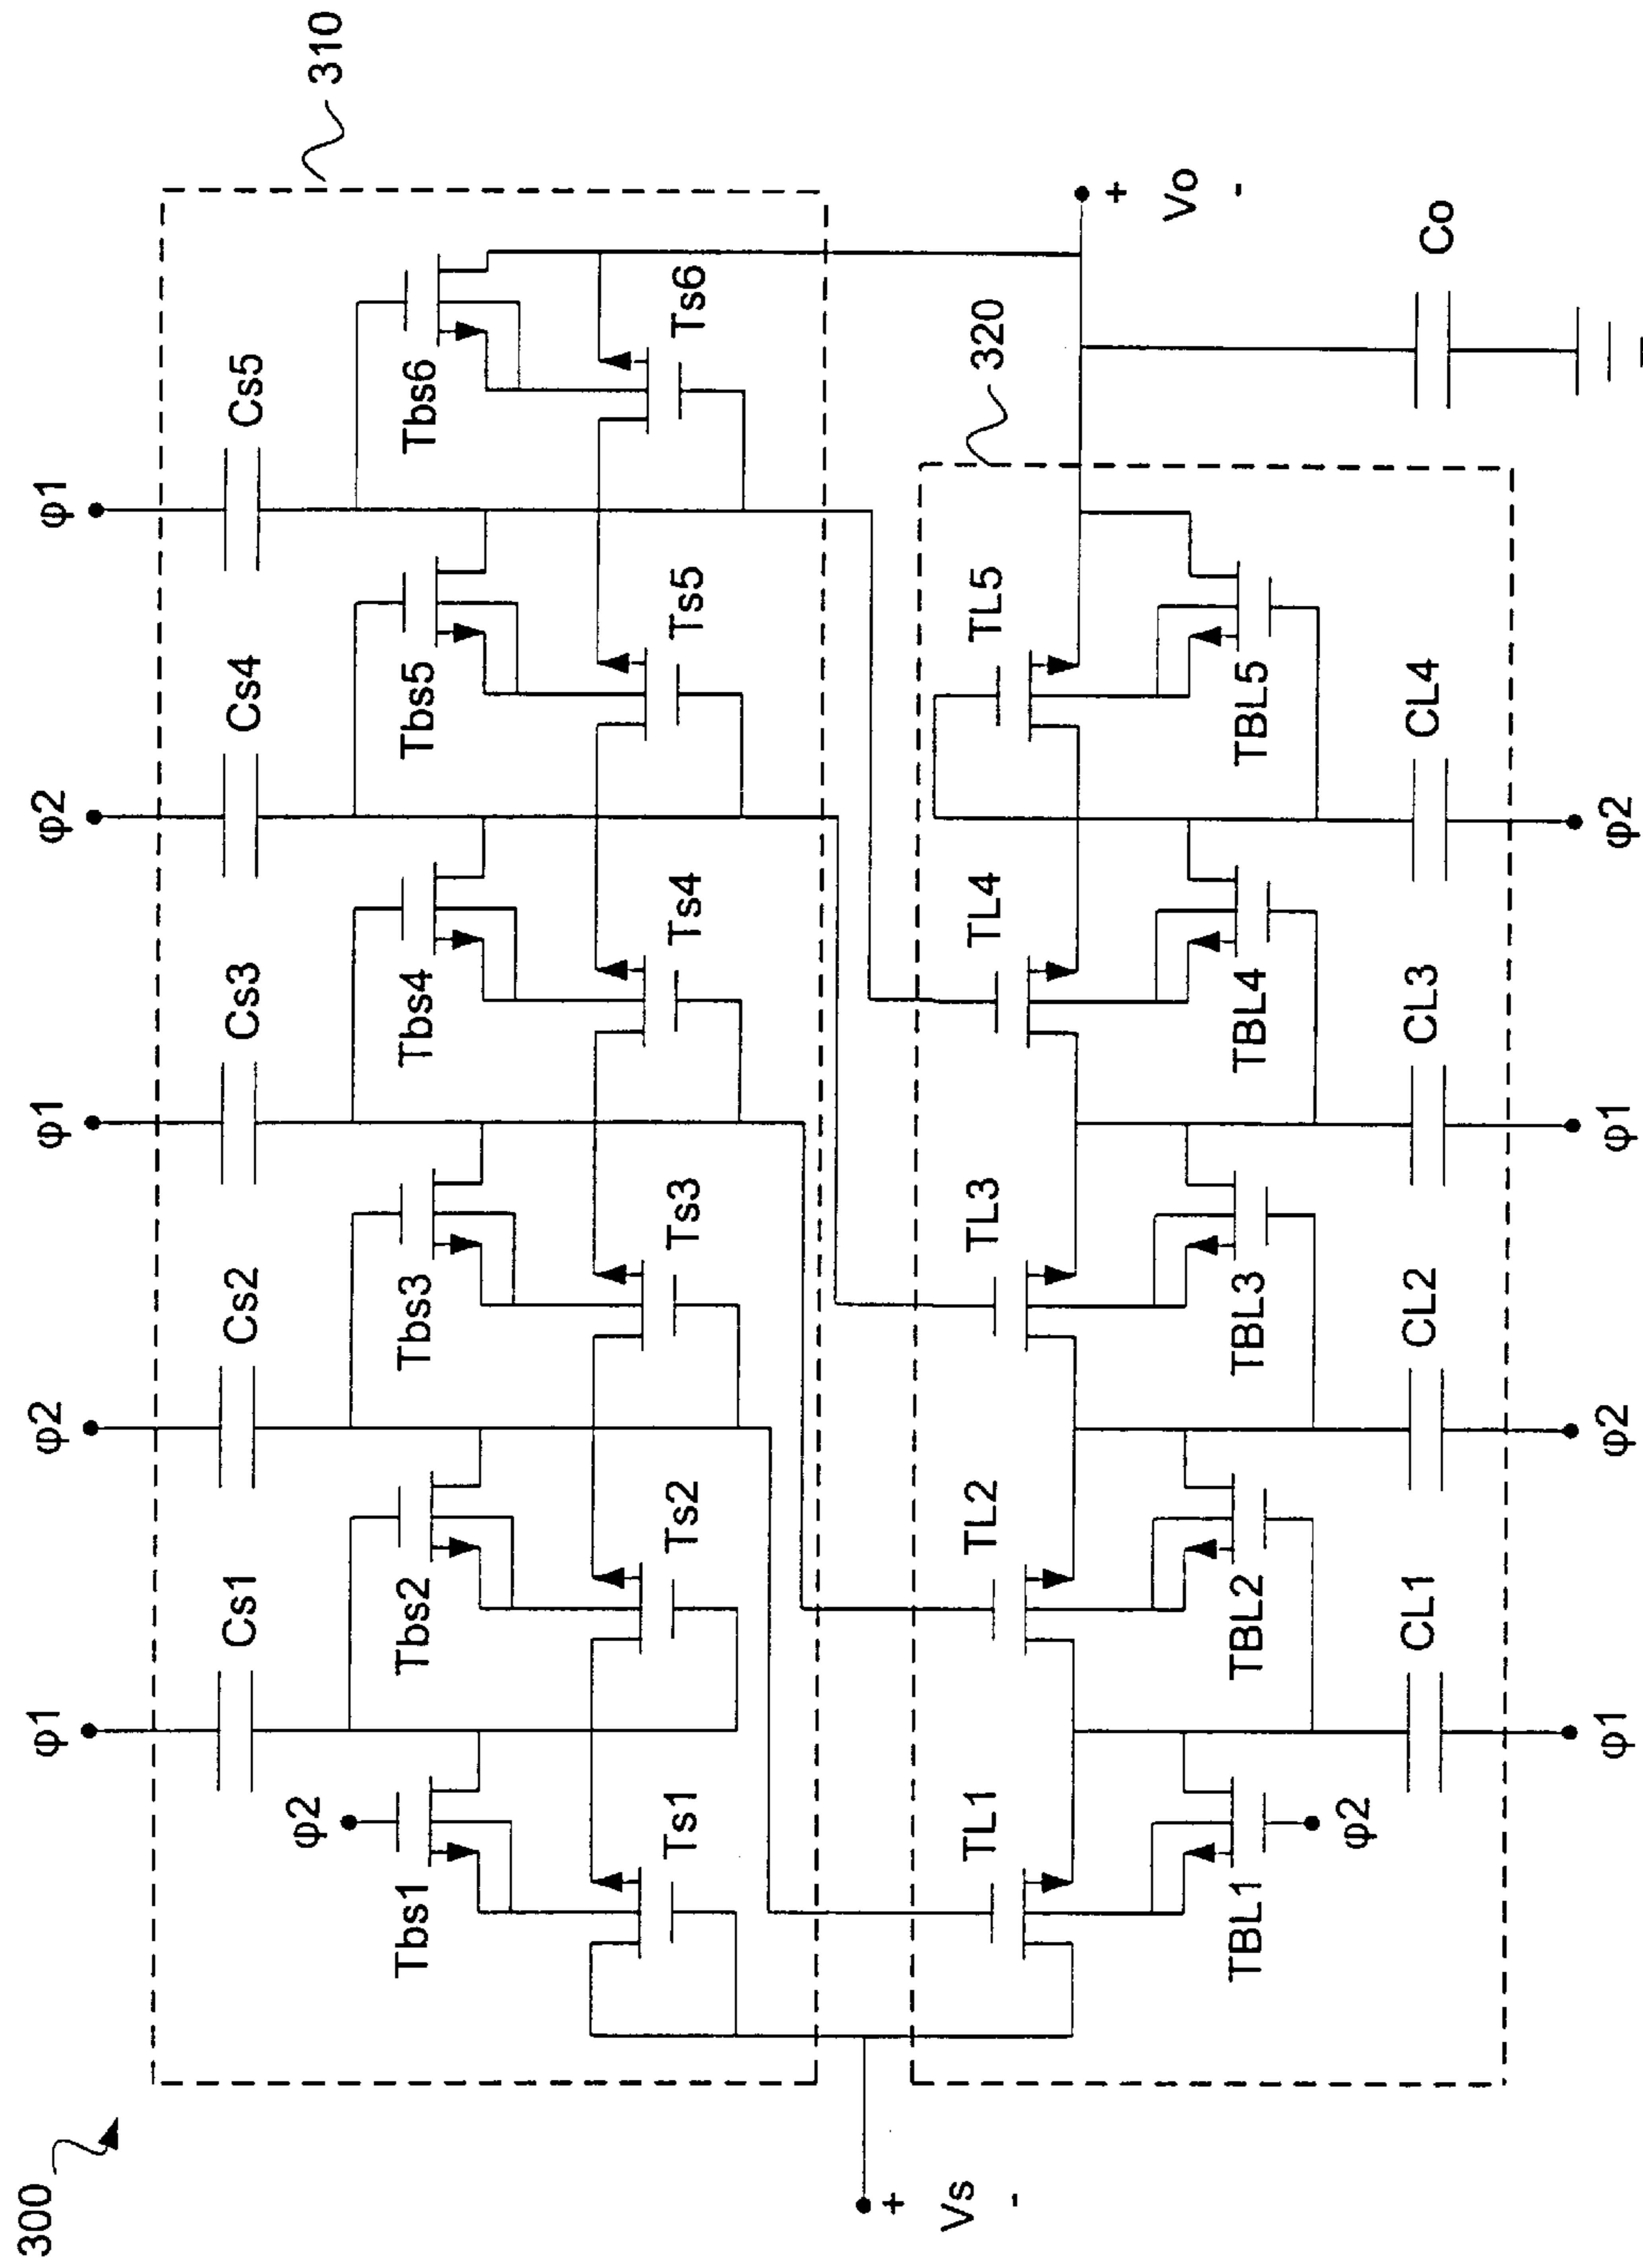 300
310
φ1 φ2 φ1 φ2 φ1
Cs1 Cs2 Cs3 Cs4 Cs5
φ2
Tbs1 Tbs2 Tbs3 Tbs4 Tbs5 Tbs6
Ts1 Ts2 Ts3 Ts4 Ts5 Ts6
+
Vs
-
+
Vo
-
320
TL1 TL2 TL3 TL4 TL5
TBL1 TBL2 TBL3 TBL4 TBL5
φ2
CL1 CL2 CL3 CL4
Co
φ1 φ2 φ1 φ2